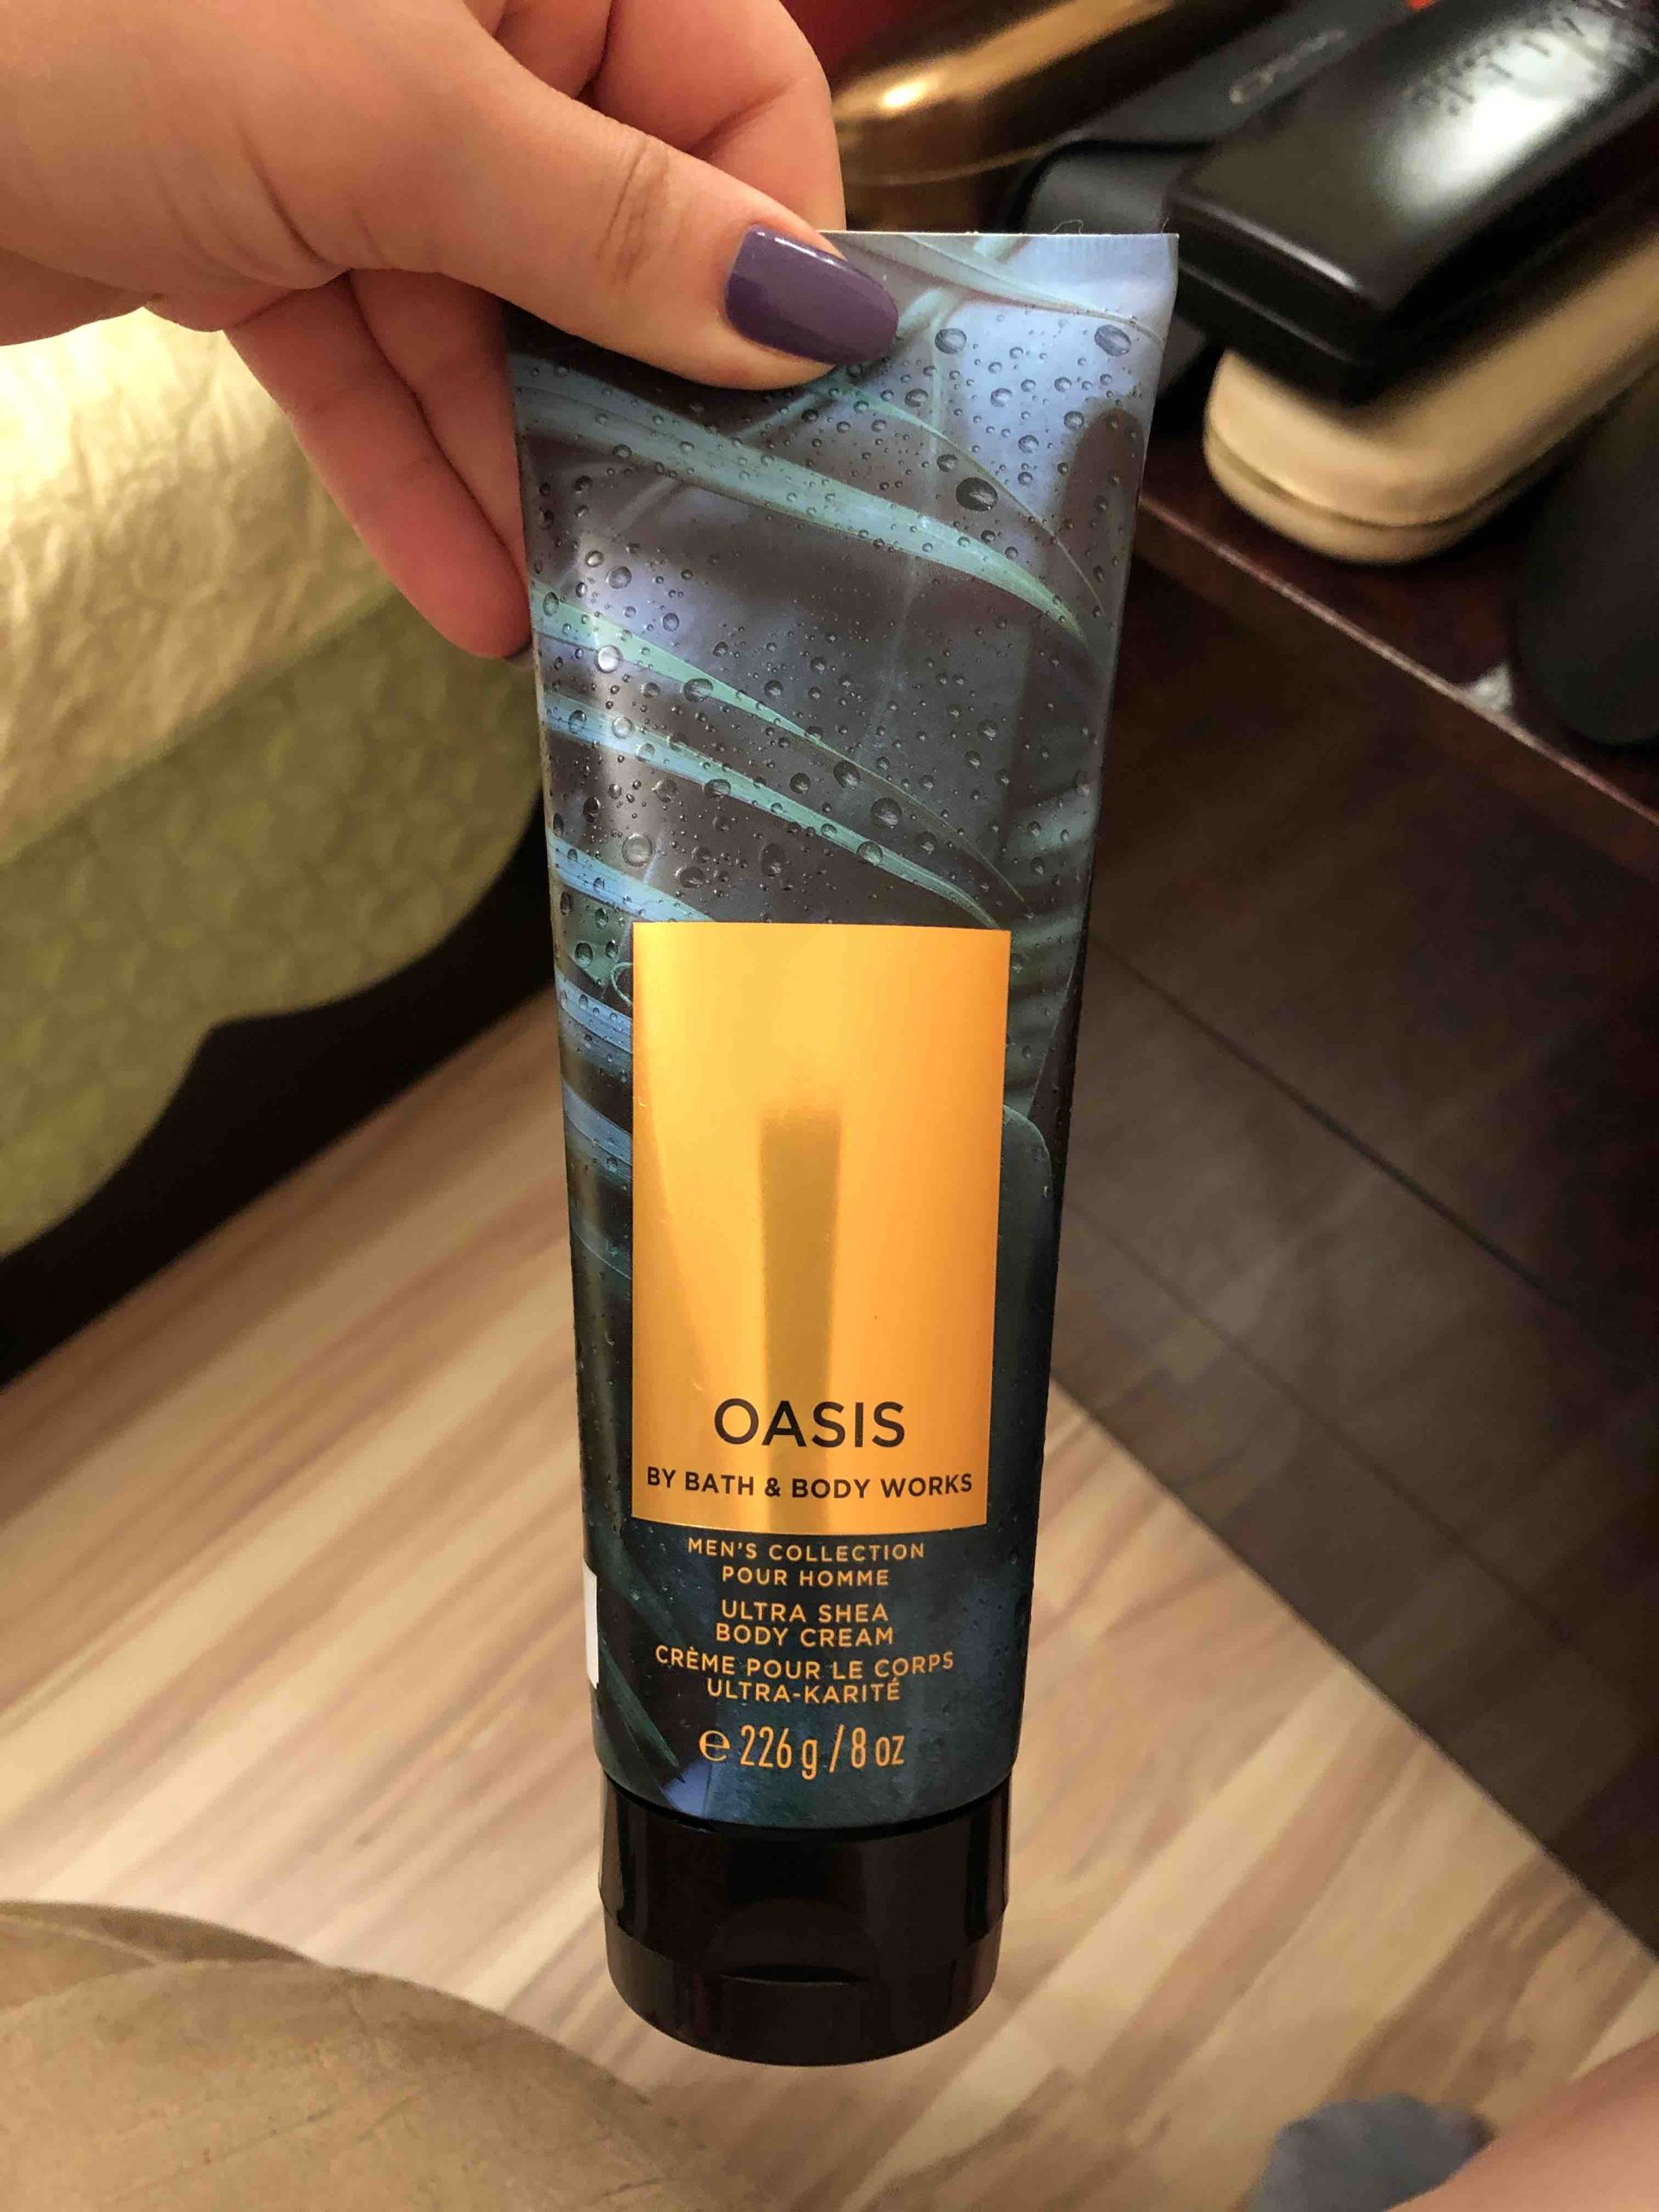 OASIS
BY BATH & BODY WORKS
MEN'S COLLECTION
POUR HOMME
ULTRA SHEA
BODY CREAM
CRÈME POUR LE CORPS
ULTRA-KARITÉ
℮ 226 g / 8 oz